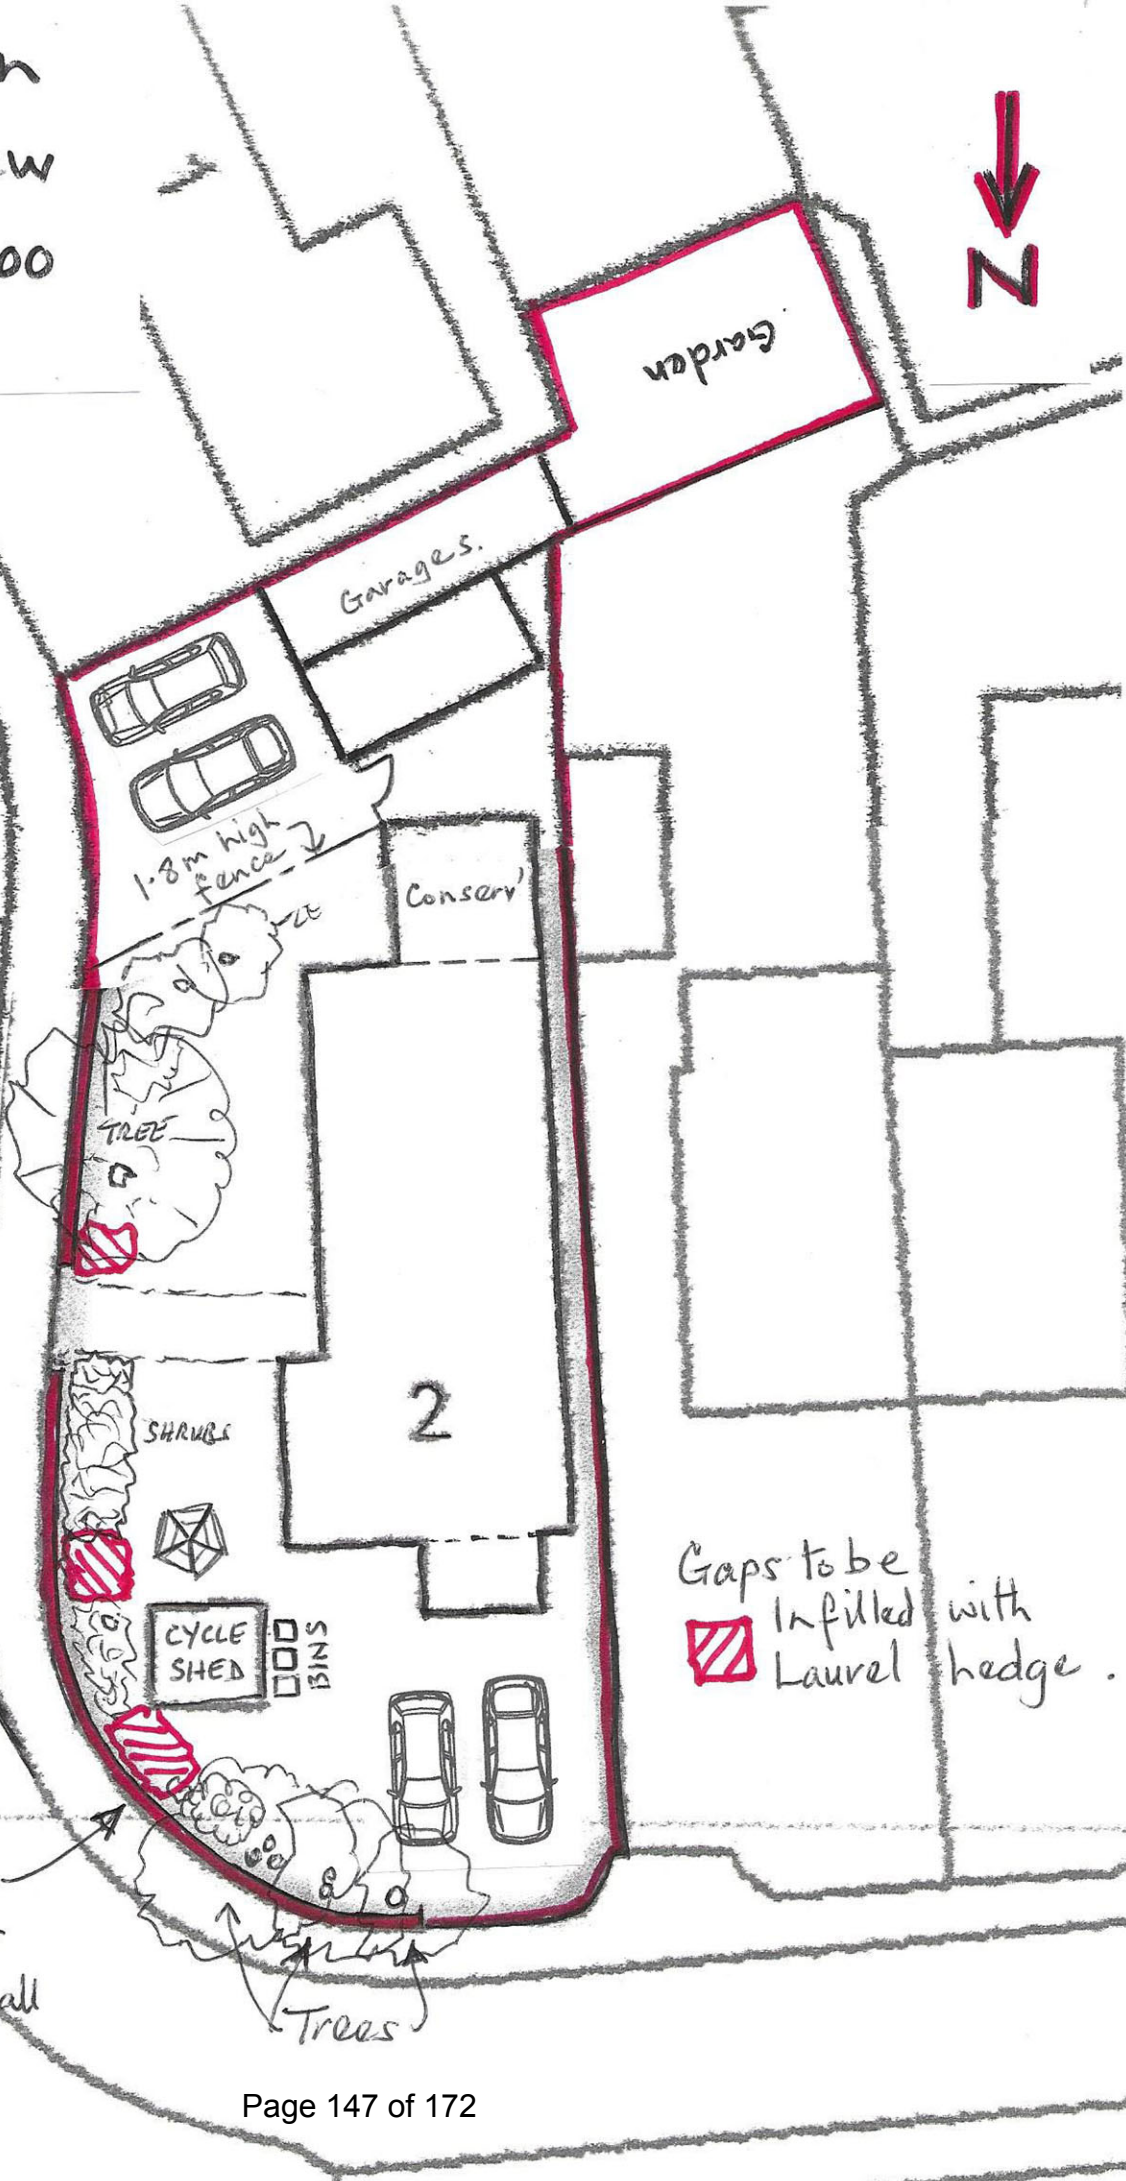 N
Garden
Garages.
1.8m high
fence
Conserv'
TREE
2
SHRUBS
CYCLE
SHED
BINS
Gaps to be
Infilled with
Laurel hedge.
Trees
Page 147 of 172